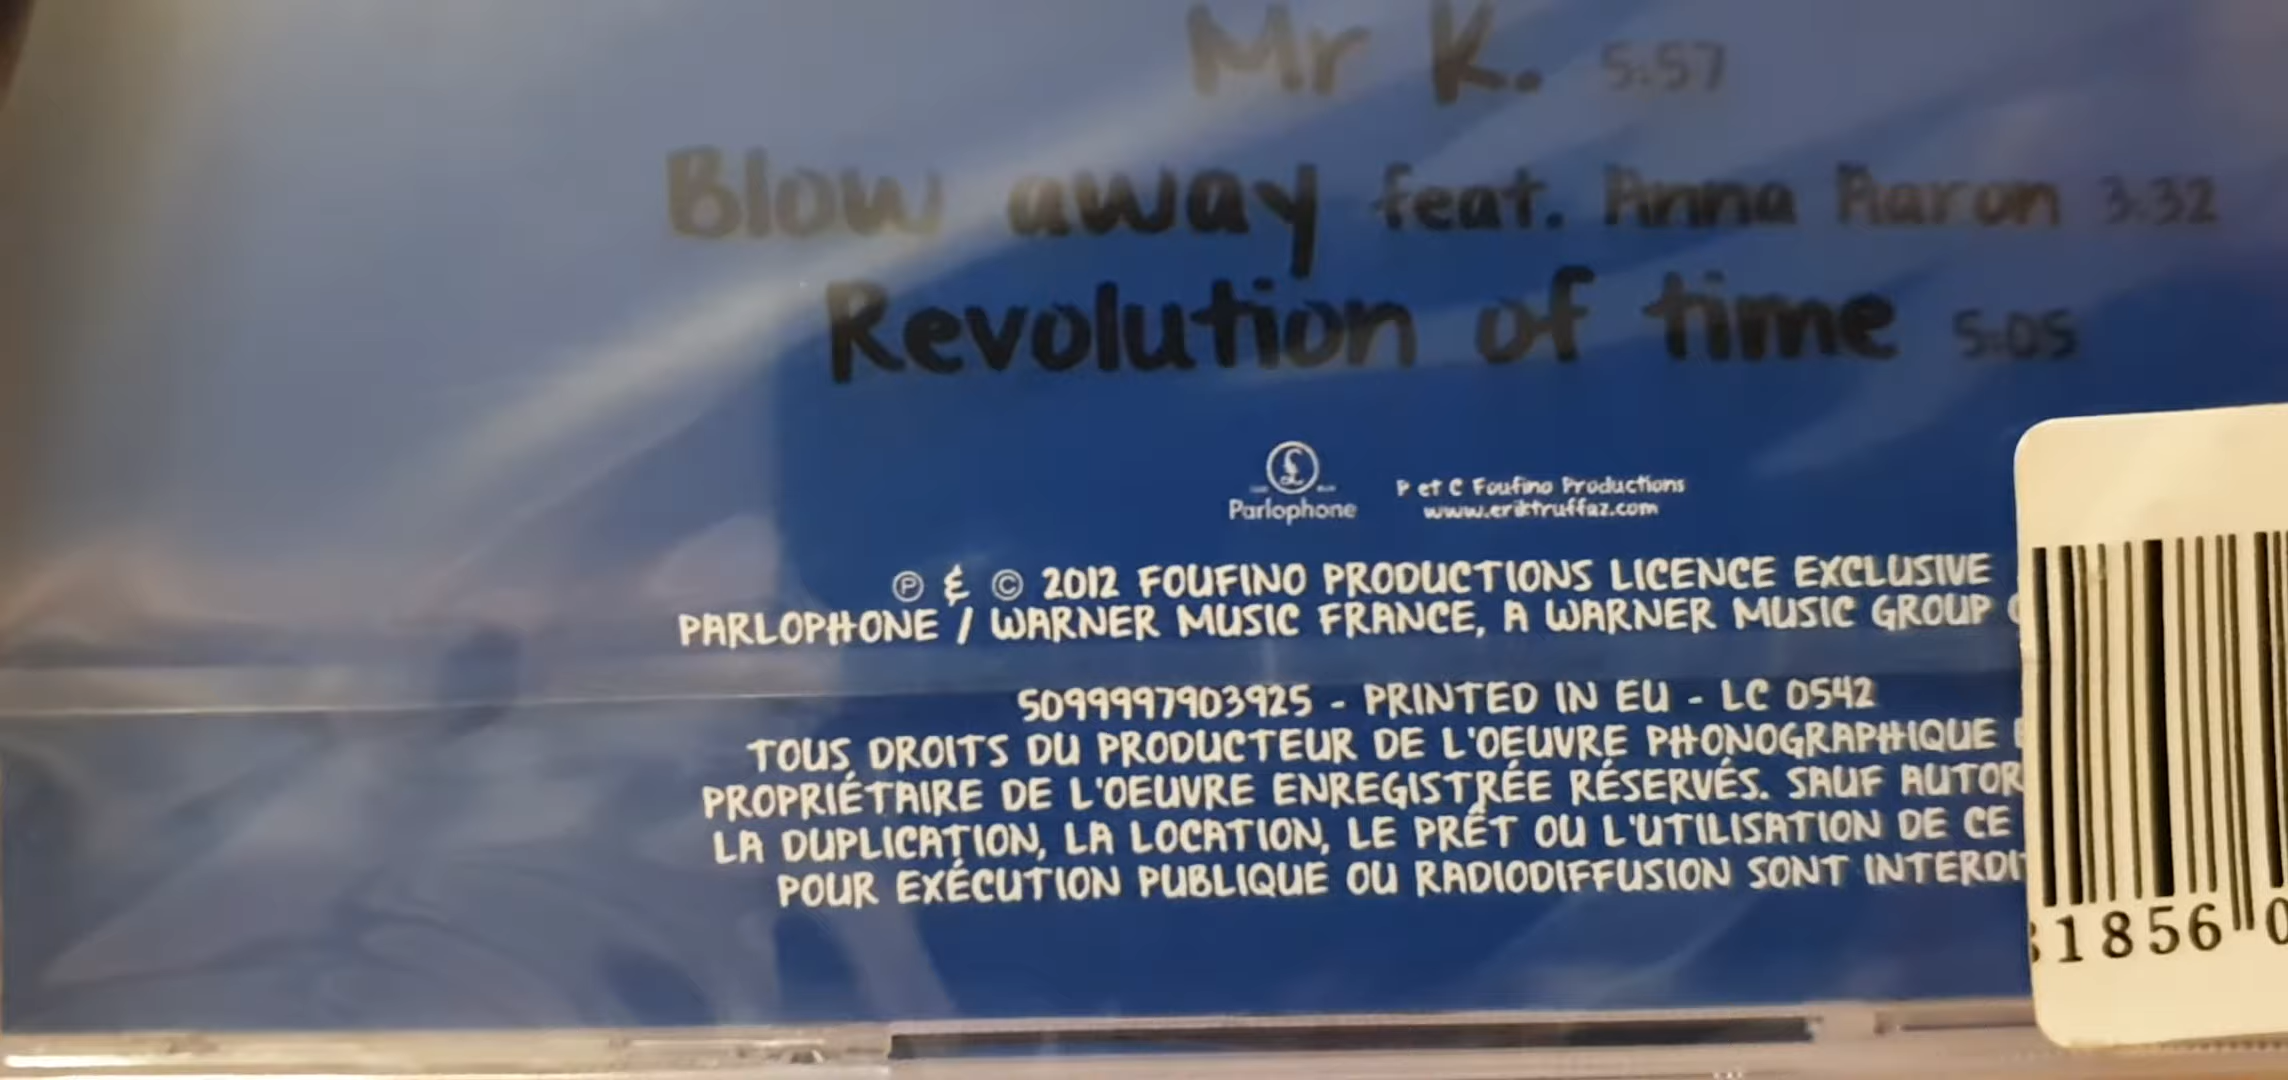 Mr K. 5:57
Blow away feat. Anna Aaron 3:32
Revolution of time 5:05
Parlophone
P et C Foufino Productions
www.eriktruffaz.com
℗ & © 2012 FOUFINO PRODUCTIONS LICENCE EXCLUSIVE
PARLOPHONE / WARNER MUSIC FRANCE, A WARNER MUSIC GROUP
5099997903925 - PRINTED IN EU - LC 0542
TOUS DROITS DU PRODUCTEUR DE L'OEUVRE PHONOGRAPHIQUE
PROPRIÉTAIRE DE L'OEUVRE ENREGISTRÉE RÉSERVÉS. SAUF AUTOR
LA DUPLICATION, LA LOCATION, LE PRÊT OU L'UTILISATION DE CE
POUR EXÉCUTION PUBLIQUE OU RADIODIFFUSION SONT INTERDI
1856 0